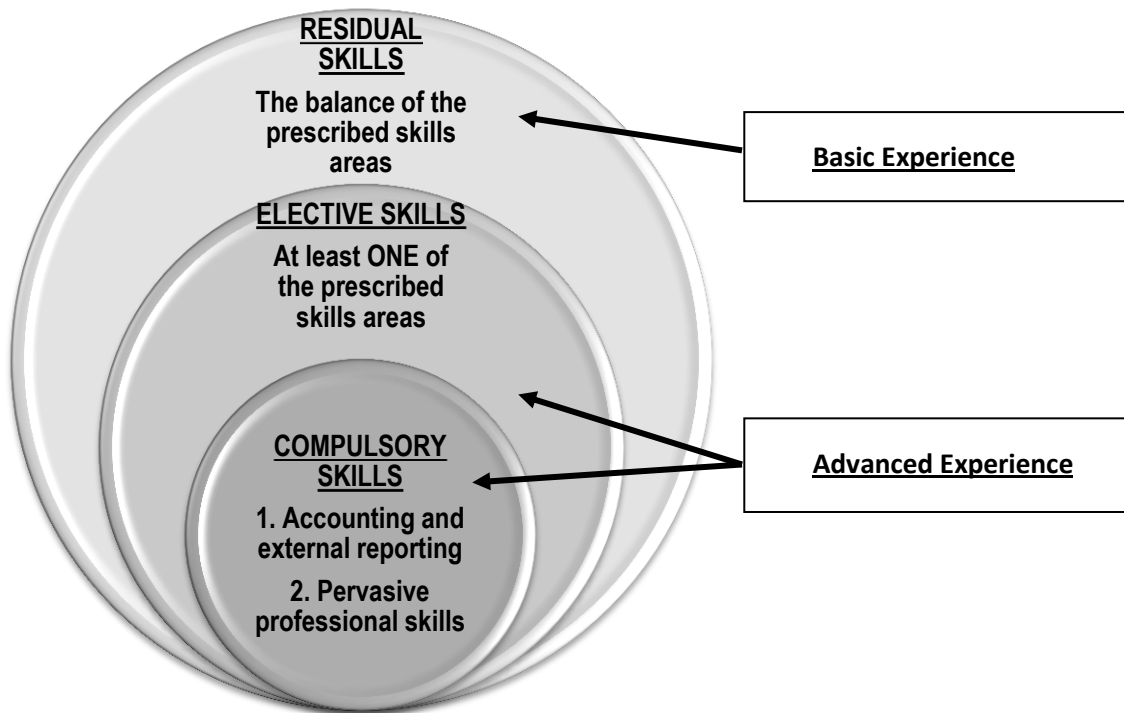 RESIDUAL
SKILLS
The balance of the
prescribed skills
areas
Basic Experience
ELECTIVE SKILLS
At least ONE of
the prescribed
skills areas
COMPULSORY
SKILLS
1. Accounting and
external reporting
2. Pervasive
professional skills
Advanced Experience